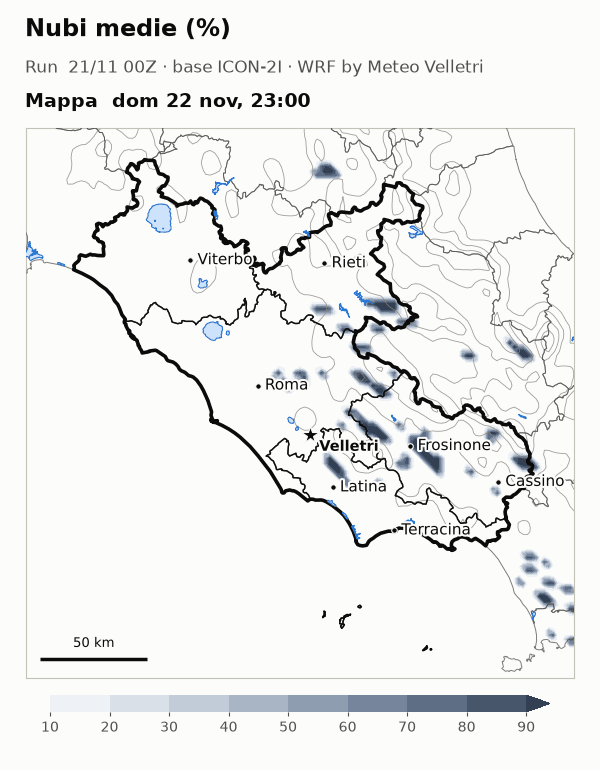 Nubi medie (%)
Run 21/11 00Z · base ICON-2I · WRF by Meteo Velletri
Mappa dom 22 nov, 23:00
Viterbo
Rieti
Roma
Velletri
Frosinone
Latina
Cassino
Terracina
50 km
10 20 30 40 50 60 70 80 90